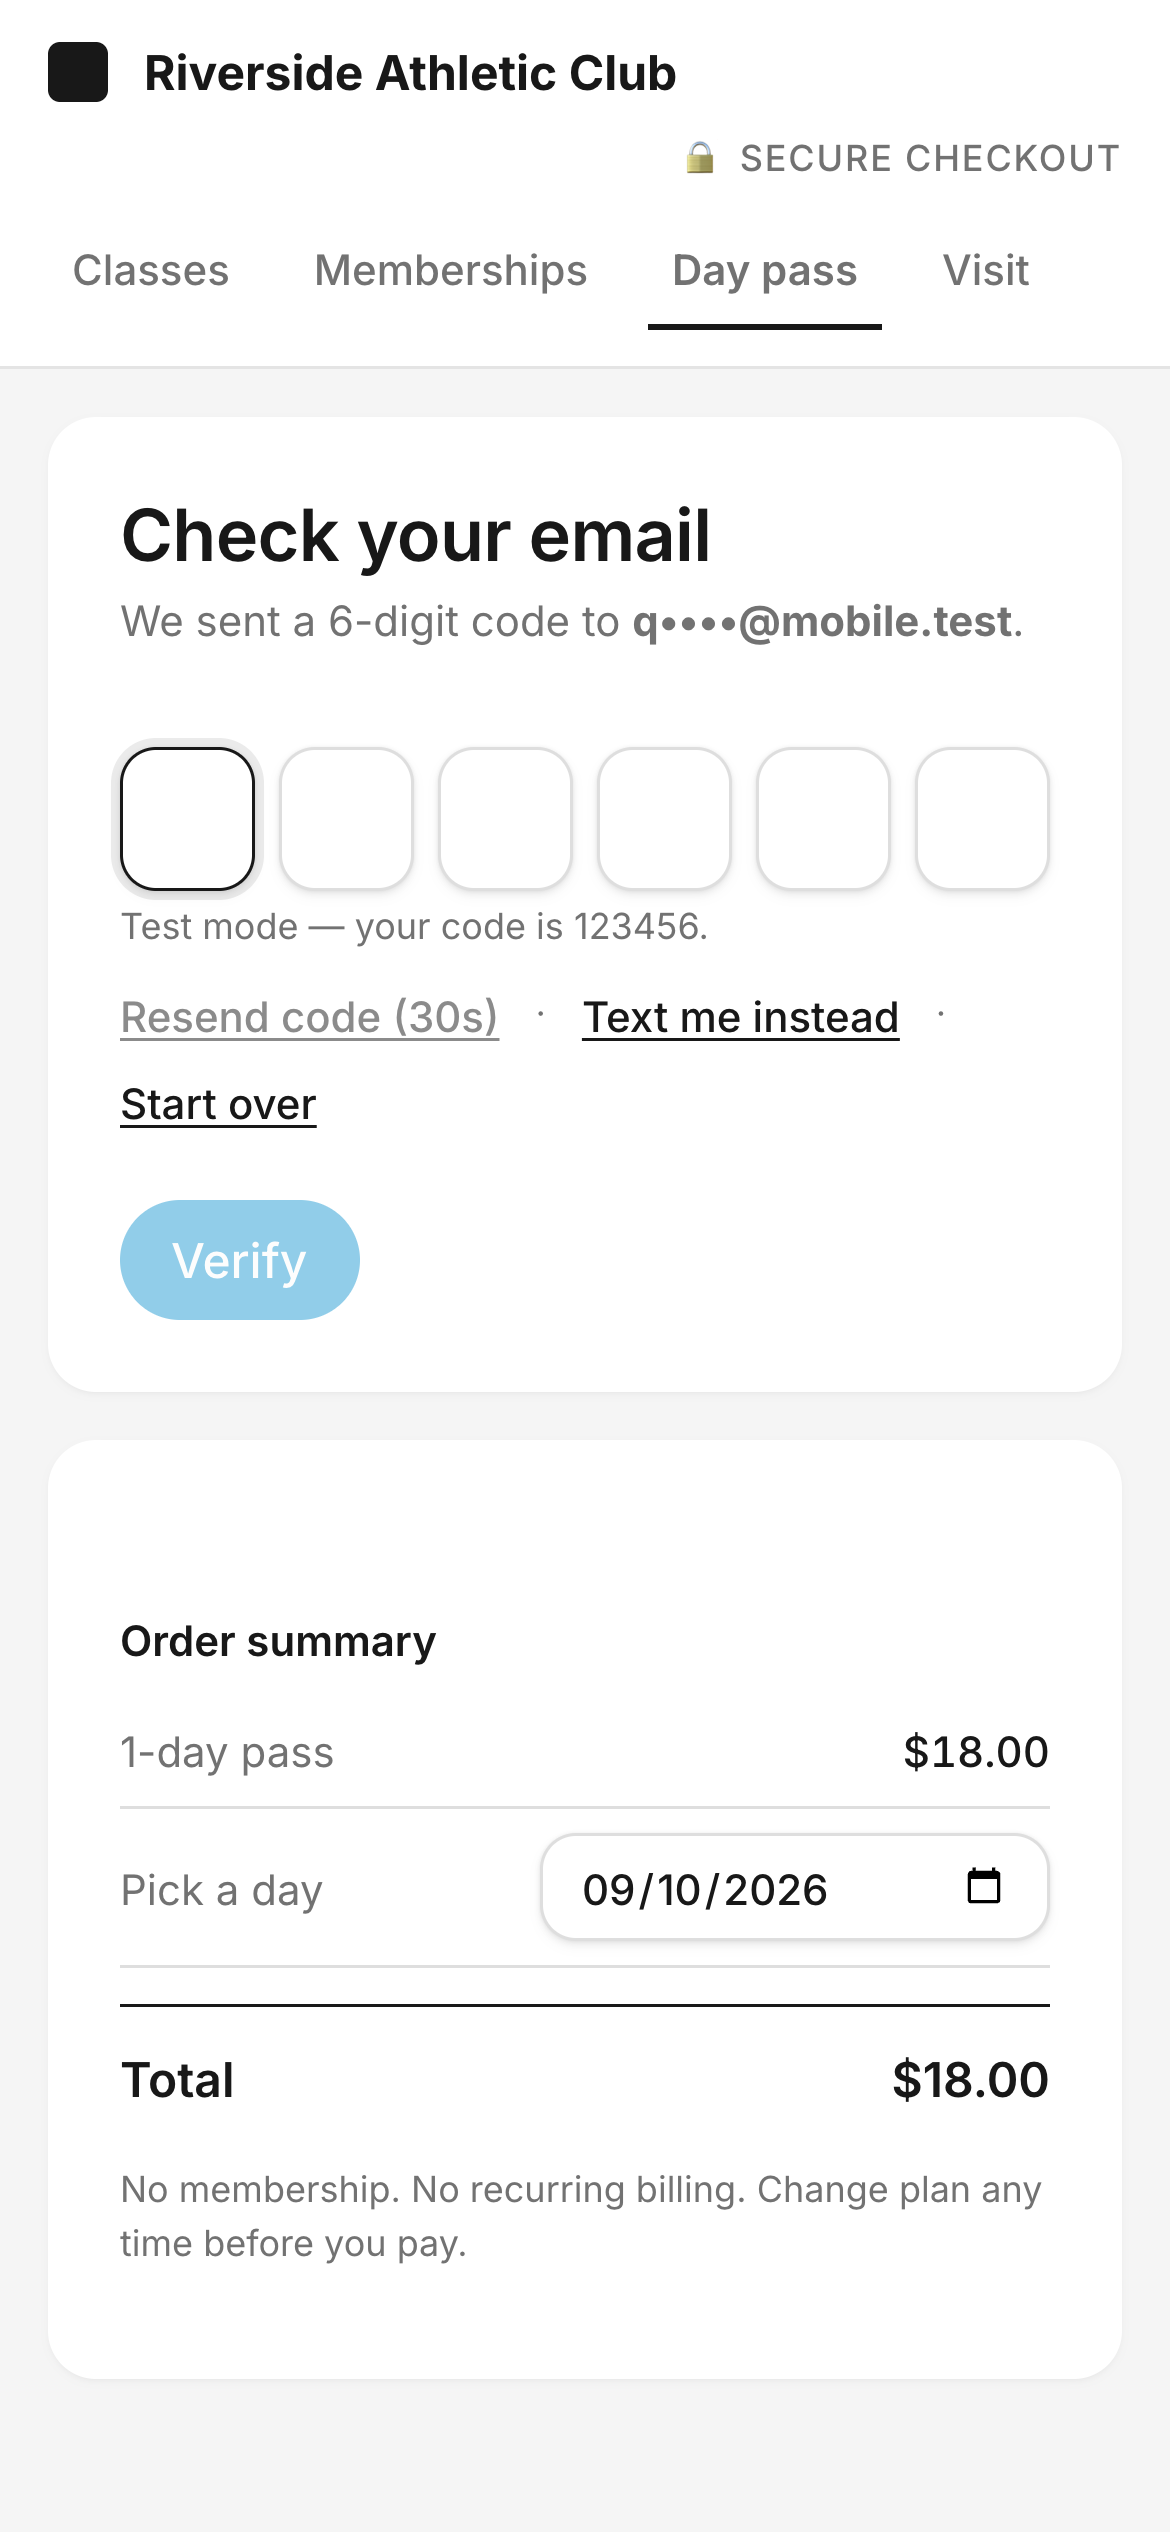 Riverside Athletic Club
🔒 SECURE CHECKOUT
Classes Memberships Day pass Visit
Check your email
We sent a 6-digit code to q••••@mobile.test.
Test mode — your code is 123456.
Resend code (30s) · Text me instead ·
Start over
Verify
Order summary
1-day pass $18.00
Pick a day 09/10/2026
Total $18.00
No membership. No recurring billing. Change plan any
time before you pay.